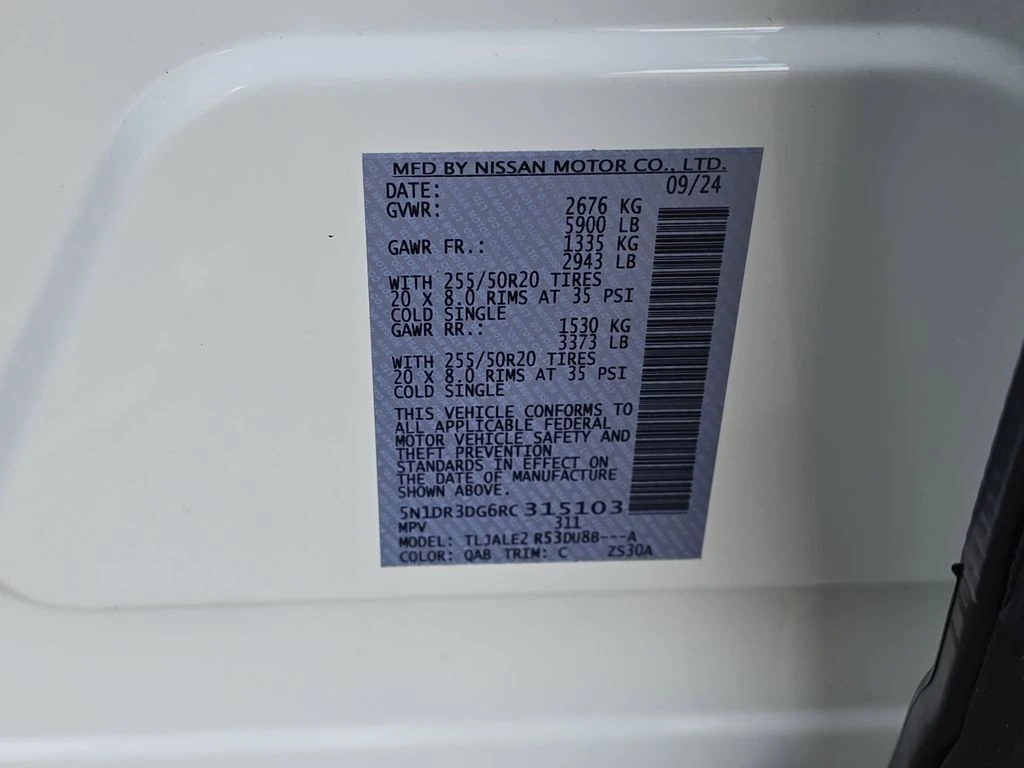 MFD BY NISSAN MOTOR CO., LTD.
DATE: 09/24
GVWR: 2676 KG
5900 LB
GAWR FR.: 1335 KG
2943 LB
WITH 255/50R20 TIRES
20 X 8.0 RIMS AT 35 PSI
COLD SINGLE
GAWR RR.: 1530 KG
3373 LB
WITH 255/50R20 TIRES
20 X 8.0 RIMS AT 35 PSI
COLD SINGLE
THIS VEHICLE CONFORMS TO
ALL APPLICABLE FEDERAL
MOTOR VEHICLE SAFETY AND
THEFT PREVENTION
STANDARDS IN EFFECT ON
THE DATE OF MANUFACTURE
SHOWN ABOVE.
5N1DR3DG6RC 315103
MPV 311
MODEL: TLJALE2 R53DU8B---A
COLOR: QAB TRIM: C ZS30A